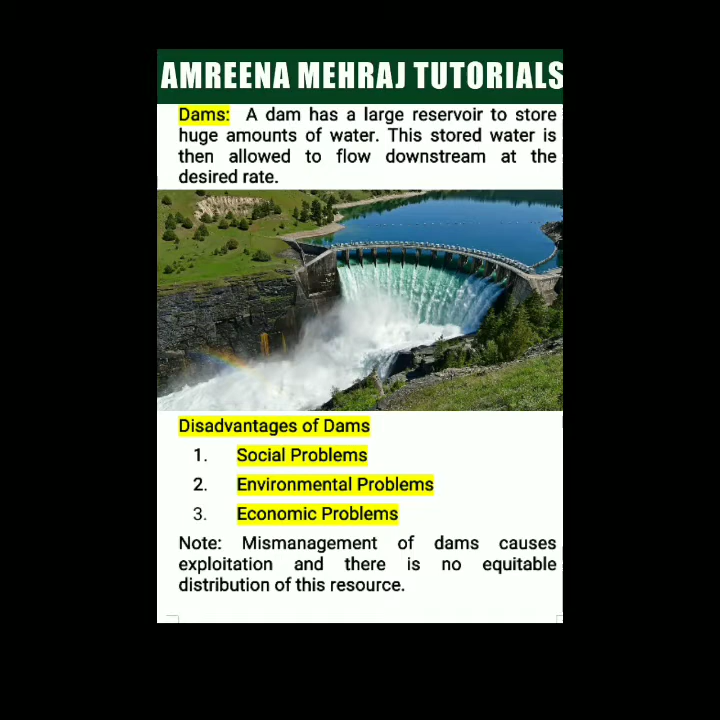 AMREENA MEHRAJ TUTORIALS
Dams: A dam has a large reservoir to store
huge amounts of water. This stored water is
then allowed to flow downstream at the
desired rate.
Disadvantages of Dams
1. Social Problems
2. Environmental Problems
3. Economic Problems
Note: Mismanagement of dams causes
exploitation and there is no equitable
distribution of this resource.